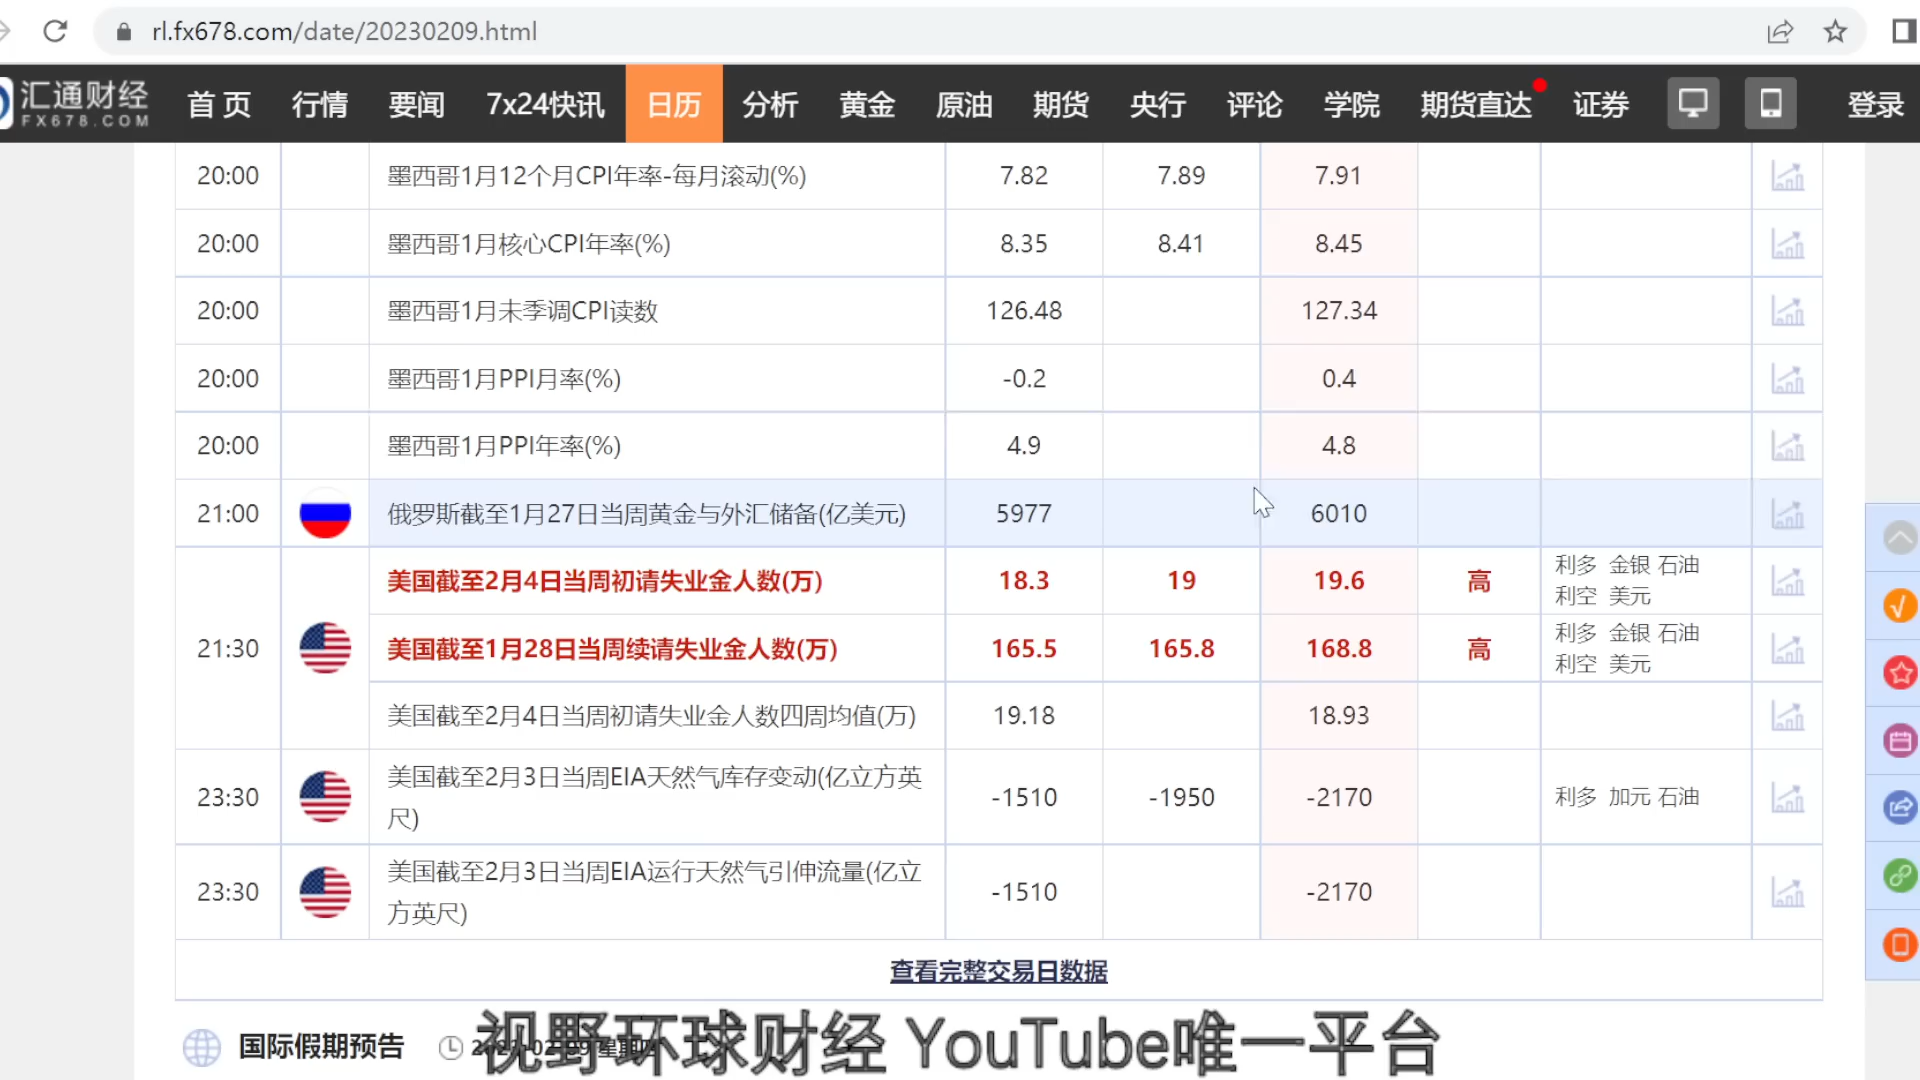 rl.fx678.com/date/20230209.html
汇通财经
FX678.COM
首页 行情 要闻 7x24快讯 日历 分析 黄金 原油 期货 央行 评论 学院 期货直达 证券 登录
20:00 墨西哥1月12个月CPI年率-每月滚动(%) 7.82 7.89 7.91
20:00 墨西哥1月核心CPI年率(%) 8.35 8.41 8.45
20:00 墨西哥1月未季调CPI读数 126.48 127.34
20:00 墨西哥1月PPI月率(%) -0.2 0.4
20:00 墨西哥1月PPI年率(%) 4.9 4.8
21:00 俄罗斯截至1月27日当周黄金与外汇储备(亿美元) 5977 6010
21:30
美国截至2月4日当周初请失业金人数(万) 18.3 19 19.6 高 利多 金银 石油
利空 美元
美国截至1月28日当周续请失业金人数(万) 165.5 165.8 168.8 高 利多 金银 石油
利空 美元
美国截至2月4日当周初请失业金人数四周均值(万) 19.18 18.93
23:30 美国截至2月3日当周EIA天然气库存变动(亿立方英
尺) -1510 -1950 -2170 利多 加元 石油
23:30 美国截至2月3日当周EIA运行天然气引伸流量(亿立
方英尺) -1510 -2170
查看完整交易日数据
国际假期预告
视野环球财经 YouTube唯一平台